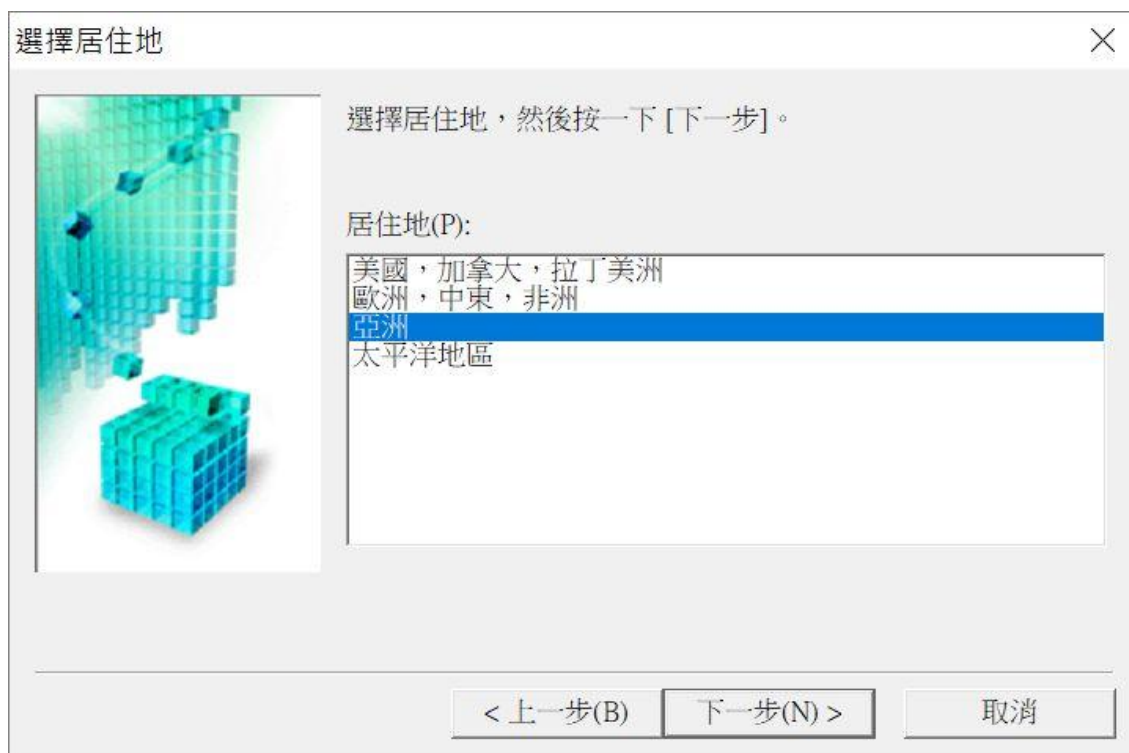 選擇居住地
選擇居住地，然後按一下 [下一步]。
居住地(P):
美國，加拿大，拉丁美洲
歐洲，中東，非洲
亞洲
太平洋地區
< 上一步(B)
下一步(N) >
取消